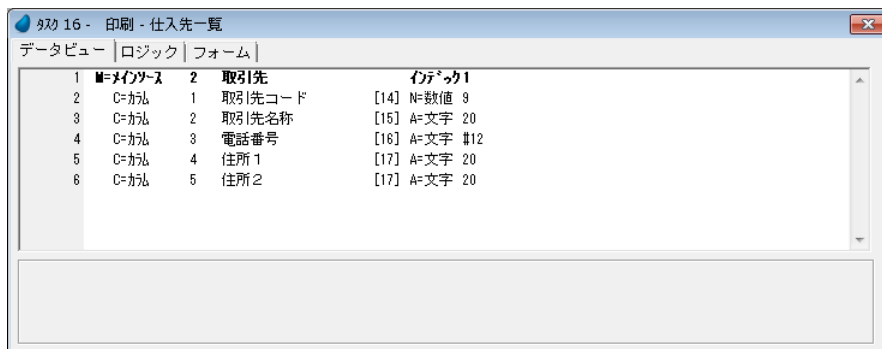 ﾀｽｸ 16 - 印刷 - 仕入先一覧
データビュー ロジック フォーム
1 M=ﾒｲﾝｿｰｽ 2 取引先 ｲﾝﾃﾞｯｸ 1
2 C=ｶﾗﾑ 1 取引先コード [14] N=数値 9
3 C=ｶﾗﾑ 2 取引先名称 [15] A=文字 20
4 C=ｶﾗﾑ 3 電話番号 [16] A=文字 #12
5 C=ｶﾗﾑ 4 住所１ [17] A=文字 20
6 C=ｶﾗﾑ 5 住所２ [17] A=文字 20